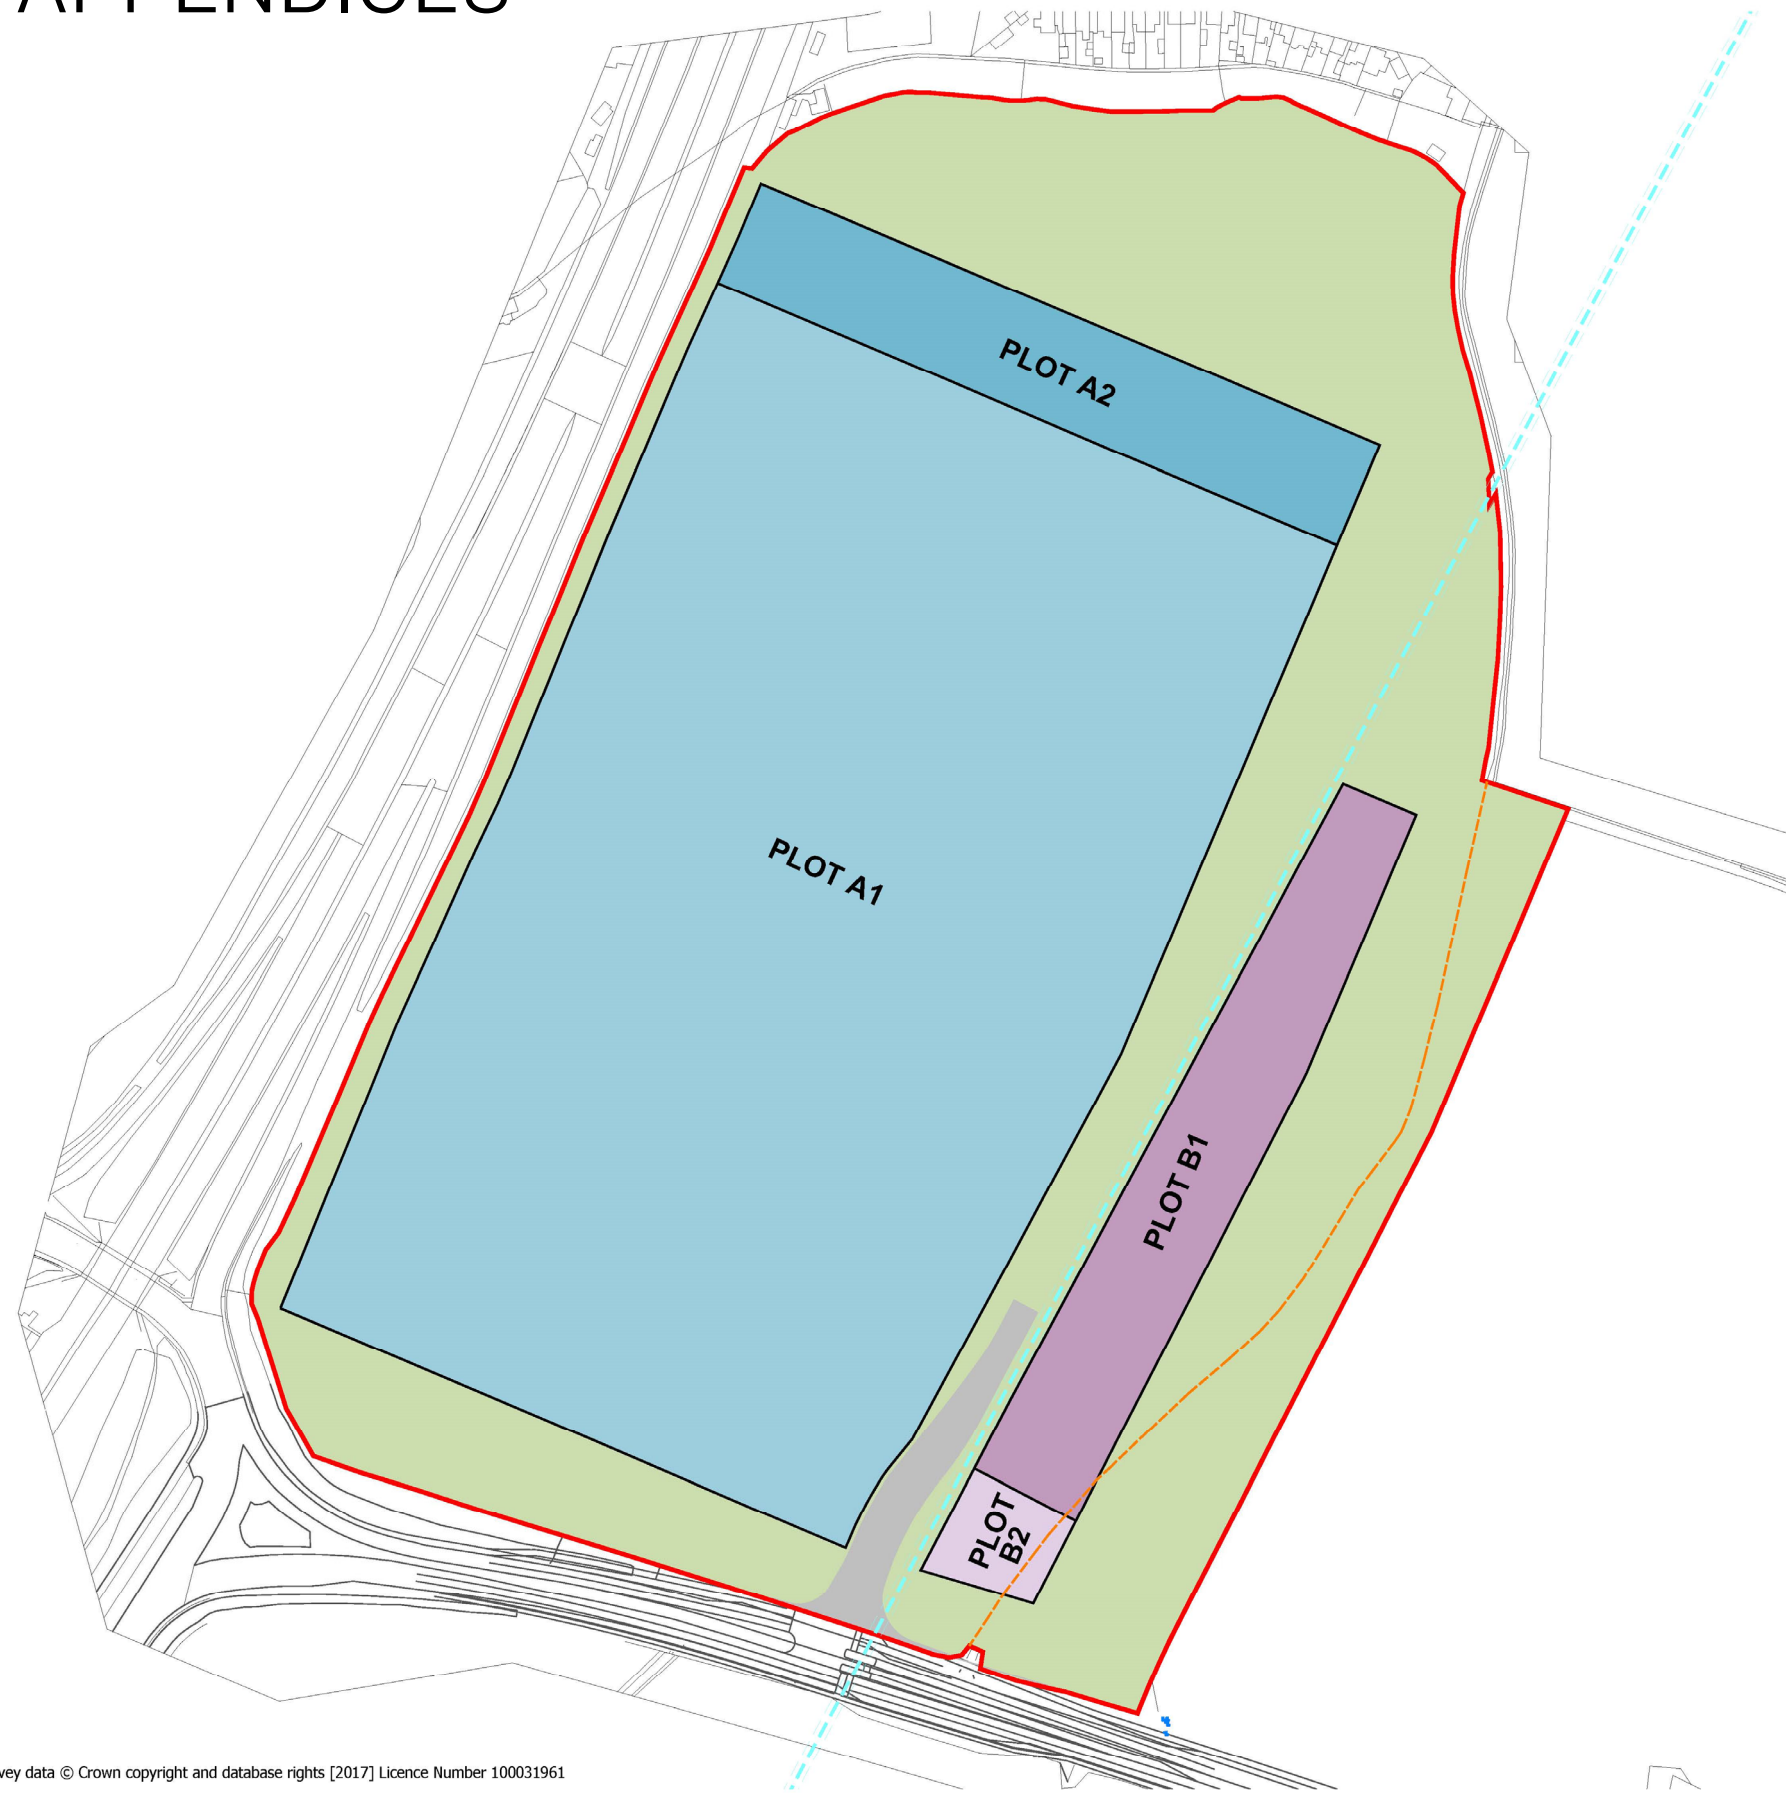 APPENDICES
PLOT A2
PLOT A1
PLOT B1
PLOT
B2
vey data © Crown copyright and database rights [2017] Licence Number 100031961